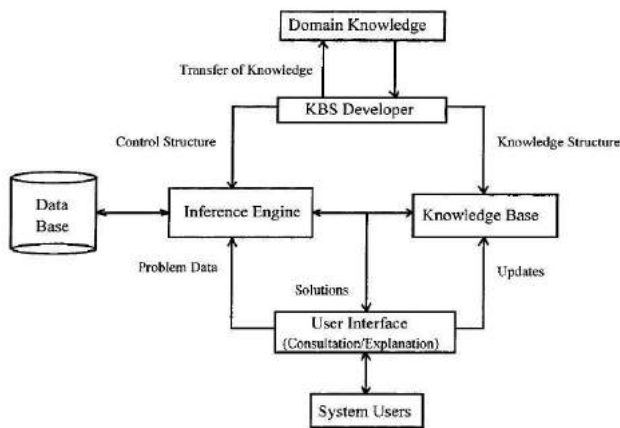 Domain Knowledge
Transfer of Knowledge
KBS Developer
Control Structure
Knowledge Structure
Data
Base
Inference Engine
Knowledge Base
Problem Data
Solutions
Updates
User Interface
(Consultation/Explanation)
System Users